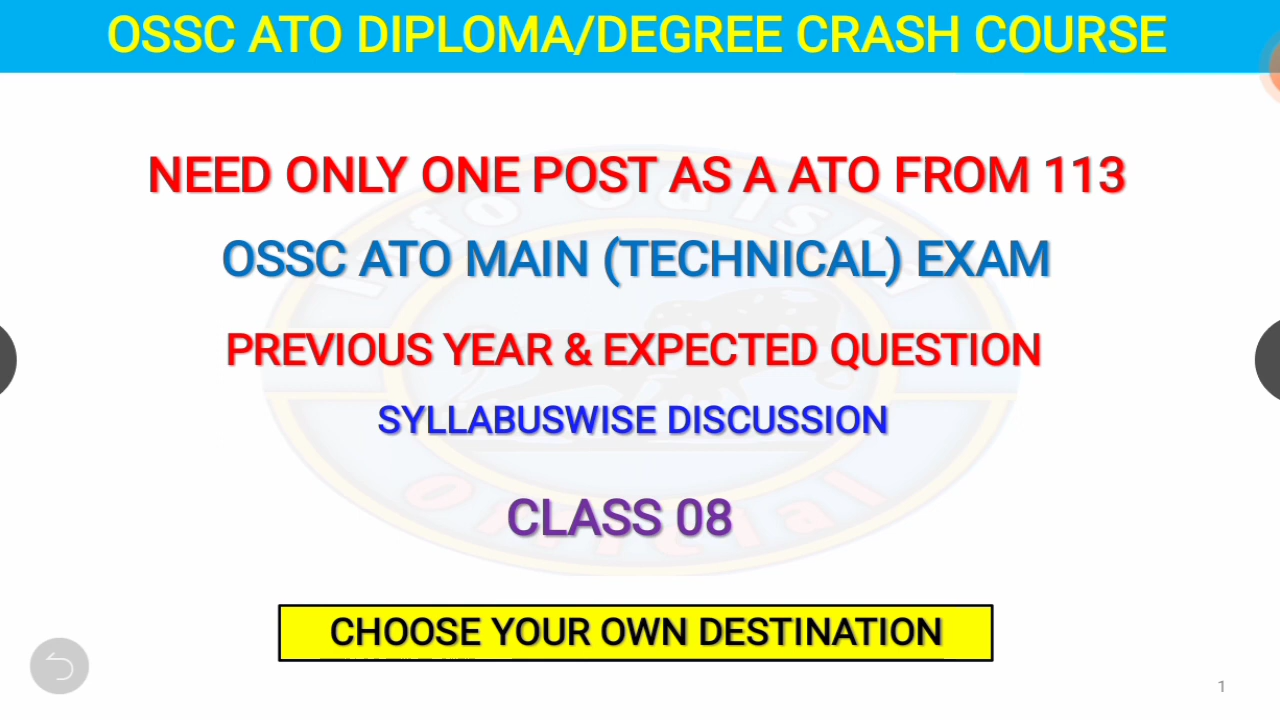 OSSC ATO DIPLOMA/DEGREE CRASH COURSE
NEED ONLY ONE POST AS A ATO FROM 113
OSSC ATO MAIN (TECHNICAL) EXAM
PREVIOUS YEAR & EXPECTED QUESTION
SYLLABUSWISE DISCUSSION
CLASS 08
CHOOSE YOUR OWN DESTINATION
1